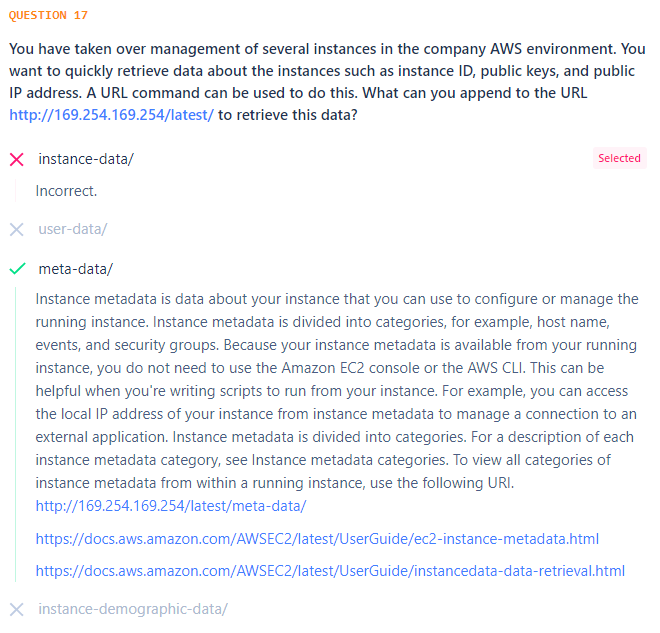 QUESTION 17
You have taken over management of several instances in the company AWS environment. You
want to quickly retrieve data about the instances such as instance ID, public keys, and public
IP address. A URL command can be used to do this. What can you append to the URL
http://169.254.169.254/latest/ to retrieve this data?
instance-data/
Selected
Incorrect.
user-data/
meta-data/
Instance metadata is data about your instance that you can use to configure or manage the
running instance. Instance metadata is divided into categories, for example, host name,
events, and security groups. Because your instance metadata is available from your running
instance, you do not need to use the Amazon EC2 console or the AWS CLI. This can be
helpful when you're writing scripts to run from your instance. For example, you can access
the local IP address of your instance from instance metadata to manage a connection to an
external application. Instance metadata is divided into categories. For a description of each
instance metadata category, see Instance metadata categories. To view all categories of
instance metadata from within a running instance, use the following URI.
http://169.254.169.254/latest/meta-data/
https://docs.aws.amazon.com/AWSEC2/latest/UserGuide/ec2-instance-metadata.html
https://docs.aws.amazon.com/AWSEC2/latest/UserGuide/instancedata-data-retrieval.html
instance-demographic-data/